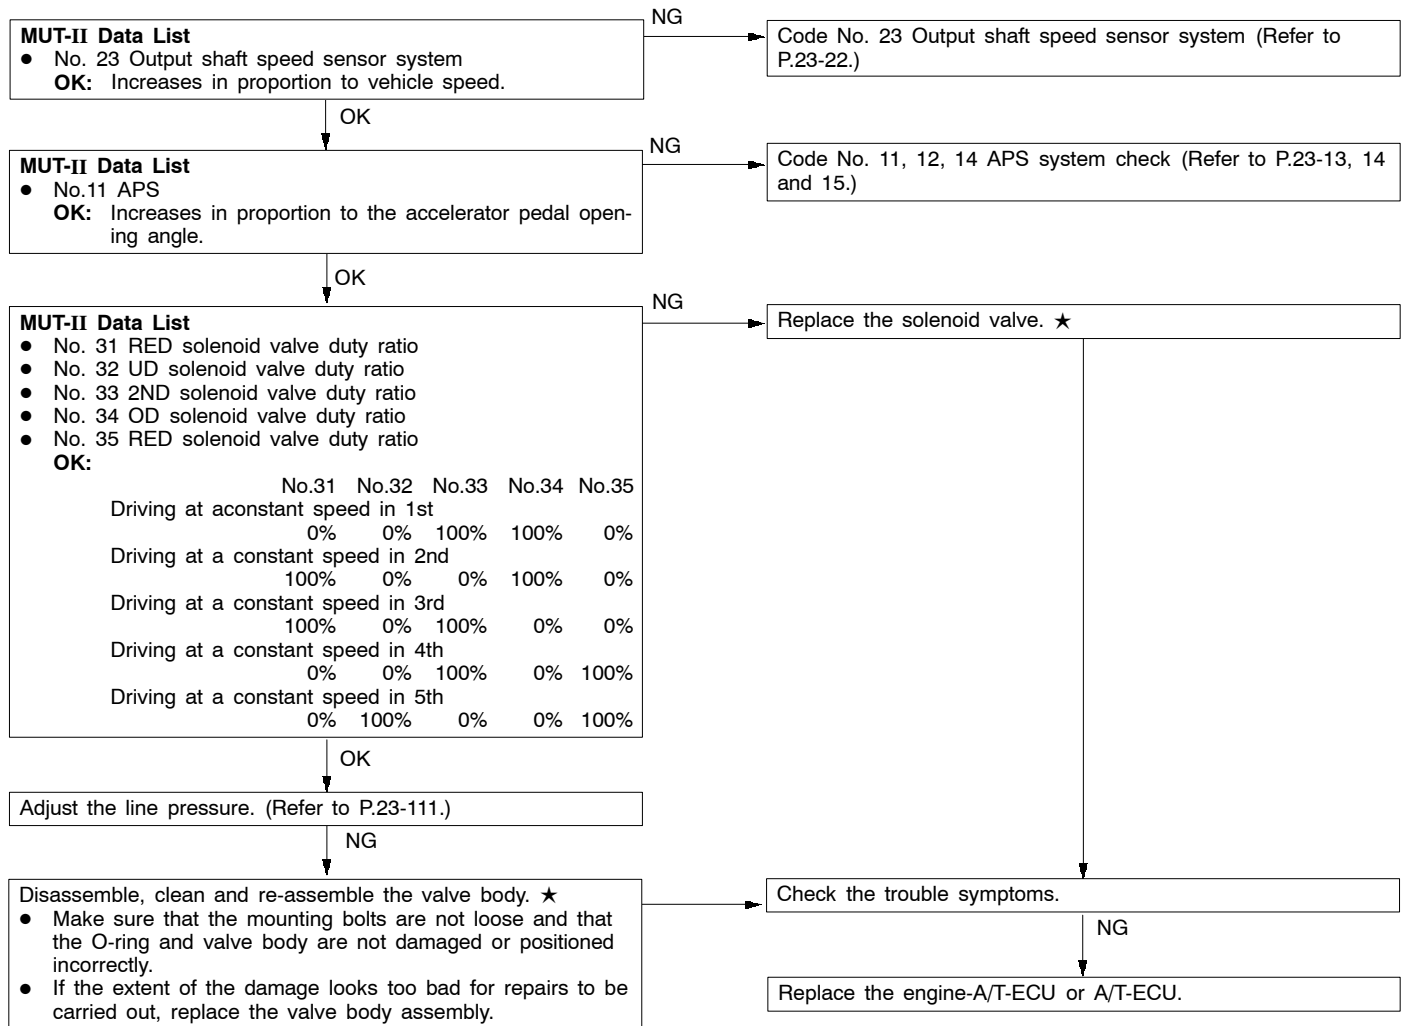 NG
MUT-II Data List
● No. 23 Output shaft speed sensor system
OK: Increases in proportion to vehicle speed.
Code No. 23 Output shaft speed sensor system (Refer to
P.23-22.)
OK
NG
MUT-II Data List
● No.11 APS
OK: Increases in proportion to the accelerator pedal open-
ing angle.
Code No. 11, 12, 14 APS system check (Refer to P.23-13, 14
and 15.)
OK
NG
MUT-II Data List
● No. 31 RED solenoid valve duty ratio
● No. 32 UD solenoid valve duty ratio
● No. 33 2ND solenoid valve duty ratio
● No. 34 OD solenoid valve duty ratio
● No. 35 RED solenoid valve duty ratio
OK:
No.31 No.32 No.33 No.34 No.35
Driving at aconstant speed in 1st
0% 0% 100% 100% 0%
Driving at a constant speed in 2nd
100% 0% 0% 100% 0%
Driving at a constant speed in 3rd
100% 0% 100% 0% 0%
Driving at a constant speed in 4th
0% 0% 100% 0% 100%
Driving at a constant speed in 5th
0% 100% 0% 0% 100%
Replace the solenoid valve. ★
OK
Adjust the line pressure. (Refer to P.23-111.)
NG
Disassemble, clean and re-assemble the valve body. ★
● Make sure that the mounting bolts are not loose and that
the O-ring and valve body are not damaged or positioned
incorrectly.
● If the extent of the damage looks too bad for repairs to be
carried out, replace the valve body assembly.
Check the trouble symptoms.
NG
Replace the engine-A/T-ECU or A/T-ECU.